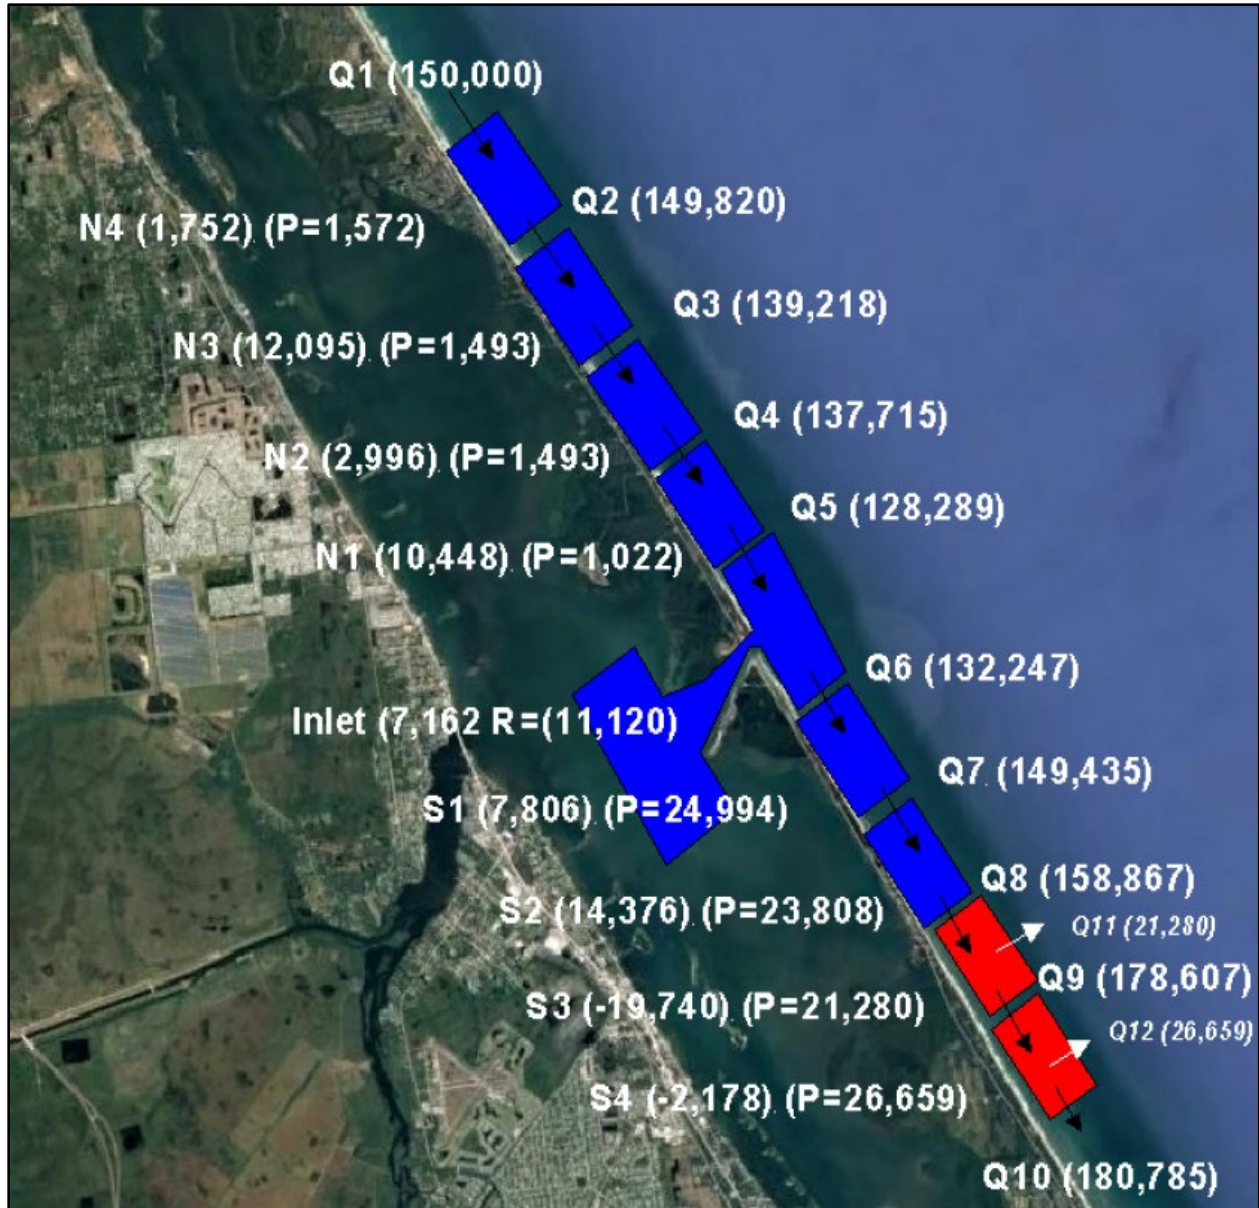 Q1 (150,000)
Q2 (149,820)
N4 (1,752) (P=1,572)
Q3 (139,218)
N3 (12,095) (P=1,493)
Q4 (137,715)
N2 (2,996) (P=1,493)
Q5 (128,289)
N1 (10,448) (P=1,022)
Q6 (132,247)
Inlet (7,162 R=(11,120)
Q7 (149,435)
S1 (7,806) (P=24,994)
Q8 (158,867)
S2 (14,376) (P=23,808)
Q11 (21,280)
Q9 (178,607)
S3 (-19,740) (P=21,280)
Q12 (26,659)
S4 (-2,178) (P=26,659)
Q10 (180,785)